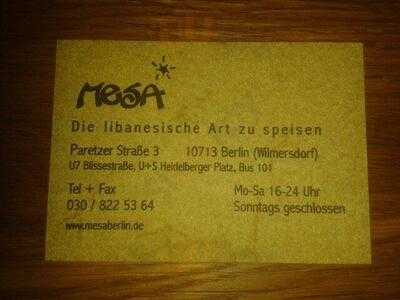 MesA
Die libanesische Art zu speisen
Paretzer Straße 3 10713 Berlin (Wilmersdorf)
U7 Blissestraße, U+S Heidelberger Platz, Bus 101
Tel + Fax Mo-Sa 16-24 Uhr
030 / 822 53 64 Sonntags geschlossen
www.mesaberlin.de